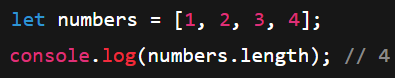 let numbers = [1, 2, 3, 4];
console.log(numbers.length); // 4